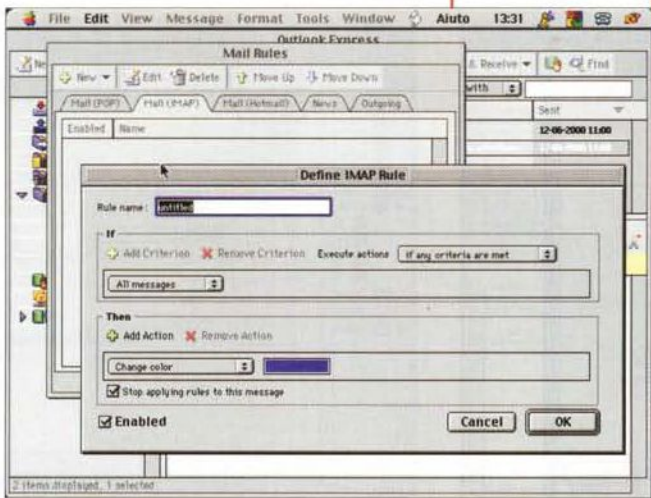 File Edit View Message Format Tools Window Aiuto 13:31
Outlook Express
Mail Rules
New Edit Delete Move Up Move Down
& Receive Find
Mail (POP) Mail (IMAP) Mail (Hotmail) News Outgoing
with
Enabled Name
Sent
12-06-2000 11:00
Define IMAP Rule
Rule name: untitled
If
Add Criterion Remove Criterion Execute actions If any criteria are met
All messages
Then
Add Action Remove Action
Change color
Stop applying rules to this message
Enabled
Cancel OK
2 items displayed, 1 selected